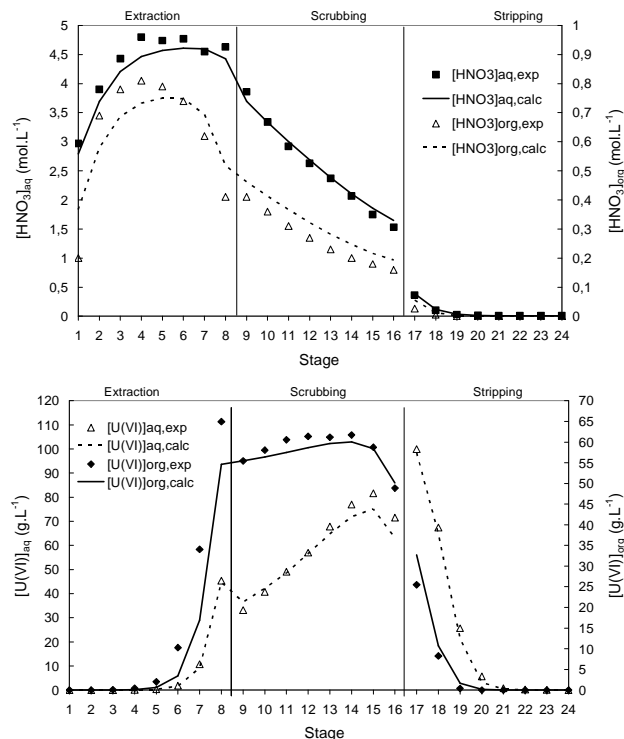 Extraction Scrubbing Stripping
5 4,5 4 3,5 3 2,5 2 1,5 1 0,5 0
[HNO3]aq (mol.L-1)
[HNO3]aq,exp
[HNO3]aq,calc
[HNO3]org,exp
[HNO3]org,calc
1 0,9 0,8 0,7 0,6 0,5 0,4 0,3 0,2 0,1 0
[HNO3]org (mol.L-1)
1 2 3 4 5 6 7 8 9 10 11 12 13 14 15 16 17 18 19 20 21 22 23 24
Stage
Extraction Scrubbing Stripping
120 110 100 90 80 70 60 50 40 30 20 10 0
[U(VI)]aq (g.L-1)
[U(VI)]aq,exp
[U(VI)]aq,calc
[U(VI)]org,exp
[U(VI)]org,calc
70 65 60 55 50 45 40 35 30 25 20 15 10 5 0
[U(VI)]org (g.L-1)
1 2 3 4 5 6 7 8 9 10 11 12 13 14 15 16 17 18 19 20 21 22 23 24
Stage